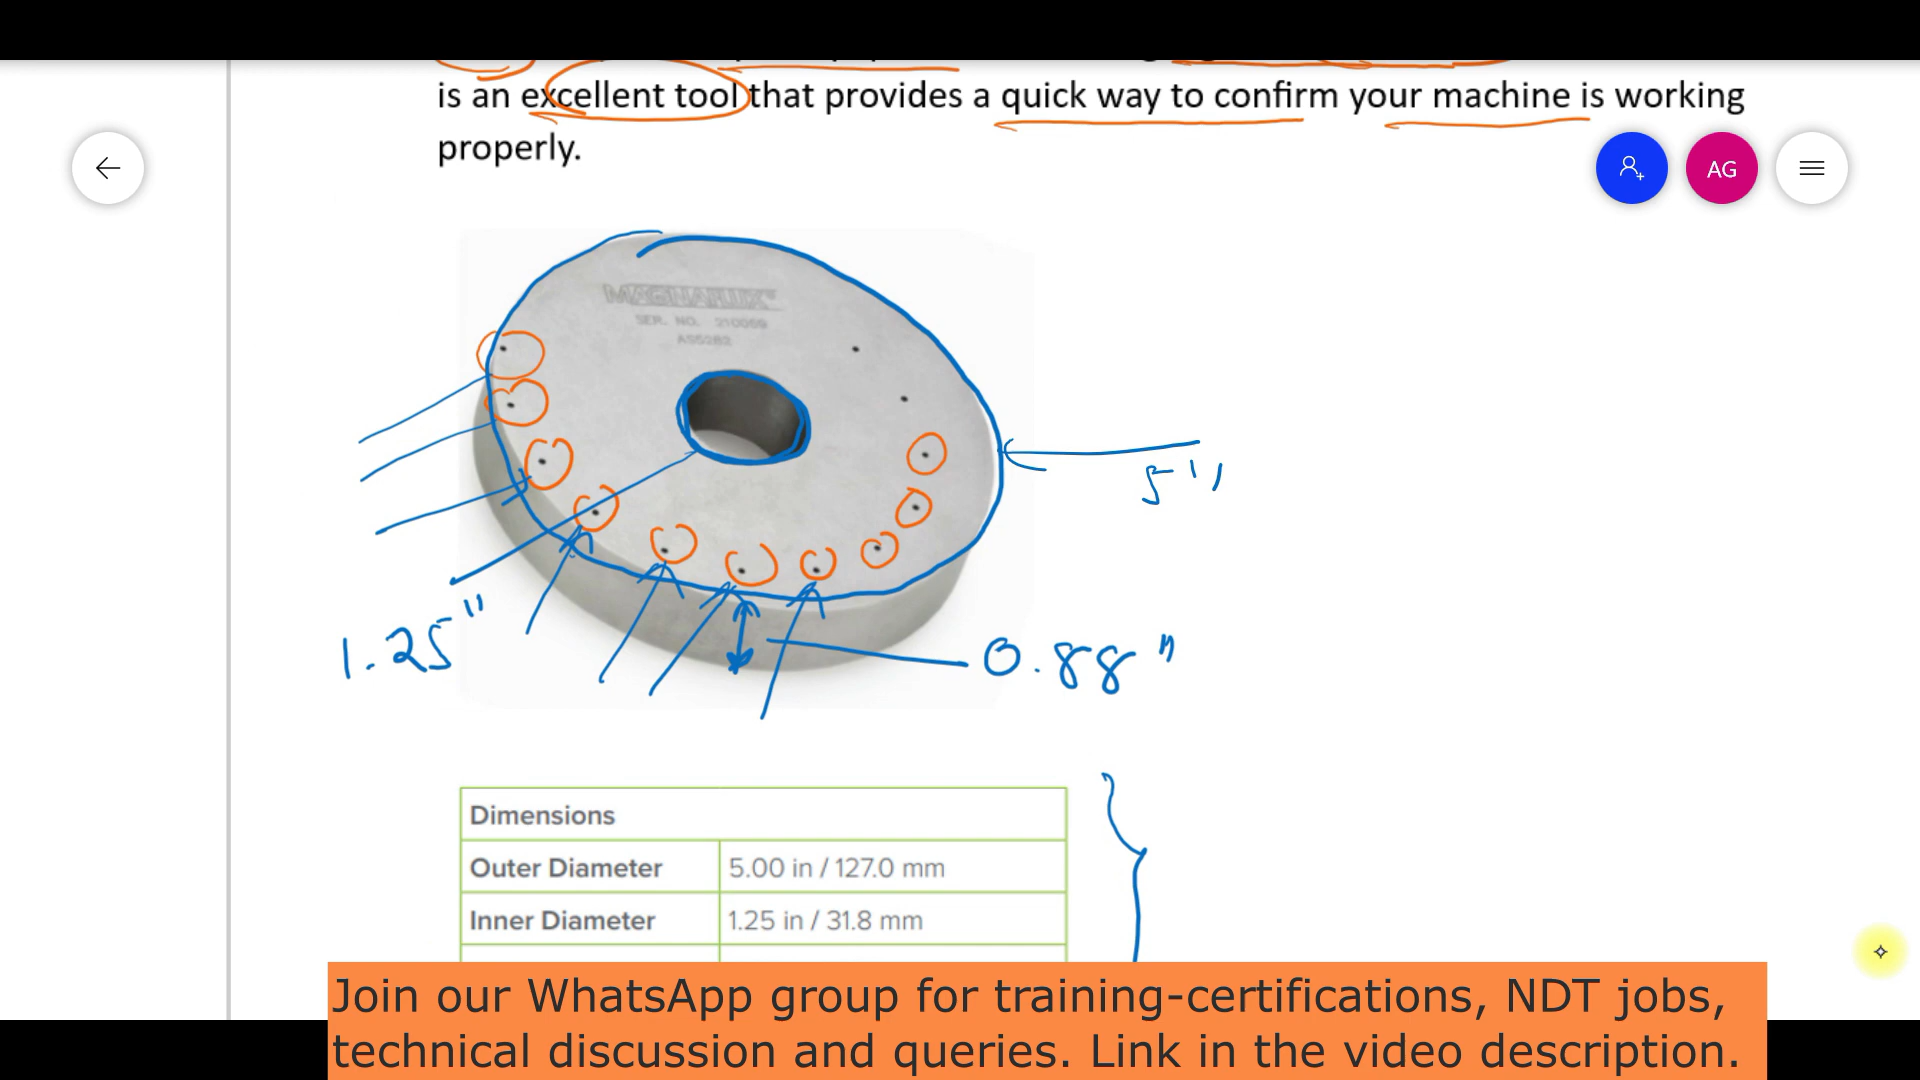 is an excellent tool that provides a quick way to confirm your machine is working
properly.
AG
MAGNAFLUX®
SER. NO. 210059
AS5282
5''
1.25"
0.88"
Dimensions
Outer Diameter 5.00 in / 127.0 mm
Inner Diameter 1.25 in / 31.8 mm
Join our WhatsApp group for training-certifications, NDT jobs,
technical discussion and queries. Link in the video description.